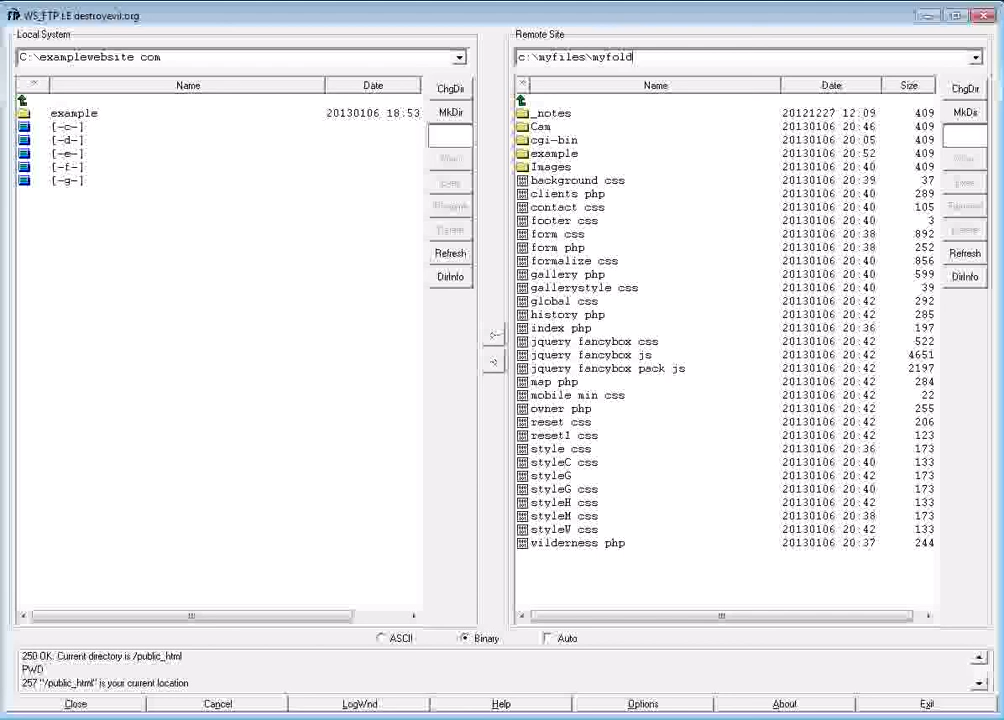 WS_FTP LE destroyevil.org
Local System
C:\examplewebsite com
Name Date
example 20130106 18:53
[-c-]
[-d-]
[-e-]
[-f-]
[-g-]
ChgDir
MkDir
Refresh
DirInfo
Remote Site
c:\myfiles\myfold
Name Date Size
_notes 20121227 12:09 409
Cam 20130106 20:46 409
cgi-bin 20130106 20:05 409
example 20130106 20:52 409
Images 20130106 20:40 409
background css 20130106 20:39 37
clients php 20130106 20:40 289
contact css 20130106 20:40 105
footer css 20130106 20:40 3
form css 20130106 20:38 892
form php 20130106 20:38 252
formalize css 20130106 20:40 856
gallery php 20130106 20:40 599
gallerystyle css 20130106 20:40 39
global css 20130106 20:42 292
history php 20130106 20:42 285
index php 20130106 20:36 197
jquery fancybox css 20130106 20:42 522
jquery fancybox js 20130106 20:42 4651
jquery fancybox pack js 20130106 20:42 2197
map php 20130106 20:42 284
mobile min css 20130106 20:42 22
owner php 20130106 20:42 255
reset css 20130106 20:42 206
reset1 css 20130106 20:42 123
style css 20130106 20:36 173
styleC css 20130106 20:40 133
styleG 20130106 20:42 173
styleG css 20130106 20:40 173
styleH css 20130106 20:42 133
styleM css 20130106 20:38 173
styleW css 20130106 20:42 133
wilderness php 20130106 20:37 244
ChgDir
MkDir
Refresh
DirInfo
ASCII Binary Auto
250 OK. Current directory is /public_html
PWD
257 "/public_html" is your current location
Close Cancel LogWnd Help Options About Exit